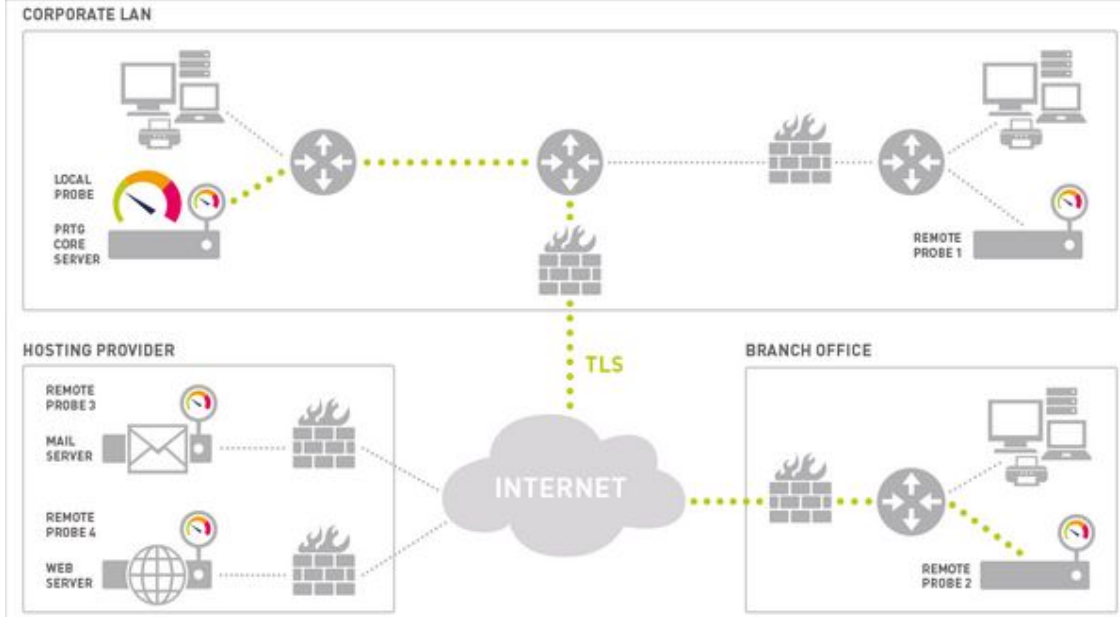 CORPORATE LAN
LOCAL
PROBE
PRTG
CORE
SERVER
REMOTE
PROBE 1
HOSTING PROVIDER
REMOTE
PROBE 3
MAIL
SERVER
REMOTE
PROBE 4
WEB
SERVER
TLS
INTERNET
BRANCH OFFICE
REMOTE
PROBE 2